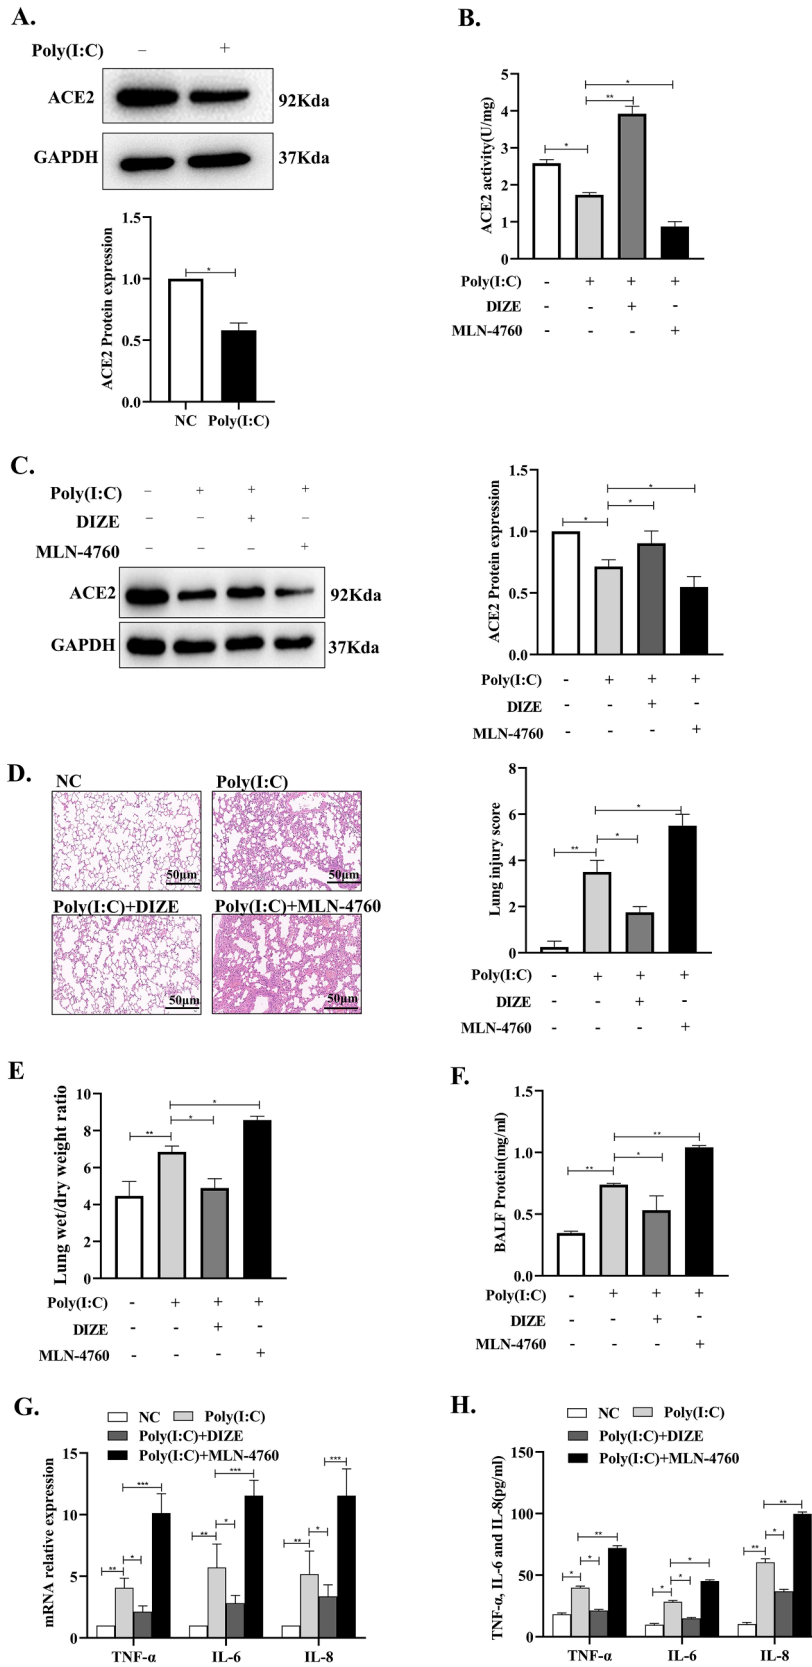 A.
Poly(I:C) – +
ACE2 92Kda
GAPDH 37Kda
ACE2 Protein expression
1.5
1.0
0.5
0.0
*
NC Poly(I:C)
B.
ACE2 activity(U/mg)
5
4
3
2
1
0
*
**
*
Poly(I:C) - + + +
DIZE - - + -
MLN-4760 - - - +
C.
Poly(I:C) – + + +
DIZE – – + –
MLN-4760 – – – +
ACE2 92Kda
GAPDH 37Kda
ACE2 Protein expression
1.5
1.0
0.5
0.0
*
*
*
Poly(I:C) - + + +
DIZE - - + -
MLN-4760 - - - +
D.
NC Poly(I:C)
50μm 50μm
Poly(I:C)+DIZE Poly(I:C)+MLN-4760
50μm 50μm
Lung injury score
8
6
4
2
0
*
*
**
Poly(I:C) - + + +
DIZE - - + -
MLN-4760 - - - +
E
Lung wet/dry weight ratio
10
8
6
4
2
0
*
*
**
Poly(I:C) - + + +
DIZE - - + -
MLN-4760 - - - +
F.
BALF Protein(mg/ml)
1.5
1.0
0.5
0.0
**
*
**
Poly(I:C) - + + +
DIZE - - + -
MLN-4760 - - - +
G.
NC Poly(I:C)
Poly(I:C)+DIZE
Poly(I:C)+MLN-4760
mRNA relative expression
15
10
5
0
** * ***
** * ***
** * ***
TNF-α IL-6 IL-8
H.
NC Poly(I:C)
Poly(I:C)+DIZE
Poly(I:C)+MLN-4760
TNF-α, IL-6 and IL-8(pg/ml)
150
100
50
0
* * **
* * *
** * **
TNF-α IL-6 IL-8